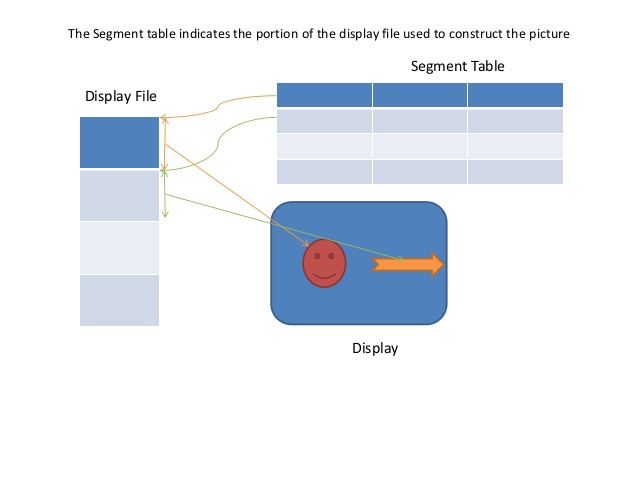 The Segment table indicates the portion of the display file used to construct the picture
Segment Table
Display File
Display